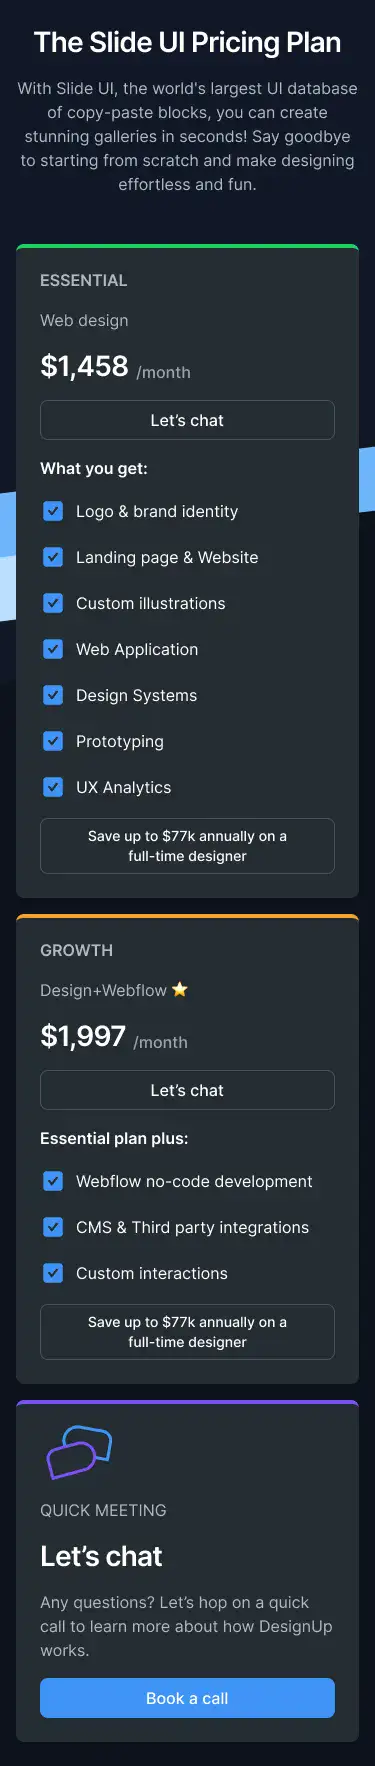 The Slide UI Pricing Plan
With Slide UI, the world's largest UI database
of copy-paste blocks, you can create
stunning galleries in seconds! Say goodbye
to starting from scratch and make designing
effortless and fun.
ESSENTIAL
Web design
$1,458 /month
Let’s chat
What you get:
Logo & brand identity
Landing page & Website
Custom illustrations
Web Application
Design Systems
Prototyping
UX Analytics
Save up to $77k annually on a
full-time designer
GROWTH
Design+Webflow ⭐
$1,997 /month
Let’s chat
Essential plan plus:
Webflow no-code development
CMS & Third party integrations
Custom interactions
Save up to $77k annually on a
full-time designer
QUICK MEETING
Let’s chat
Any questions? Let’s hop on a quick
call to learn more about how DesignUp
works.
Book a call